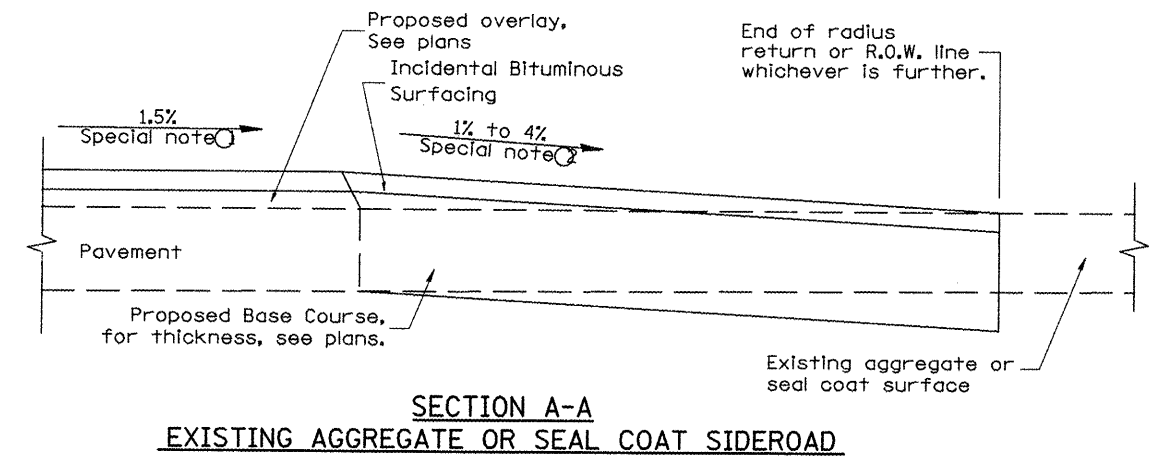 Proposed overlay,
See plans
End of radius
return or R.O.W. line
whichever is further.
Incidental Bituminous
Surfacing
1.5%
Special note 1
1% to 4%
Special note 2
Pavement
Proposed Base Course,
for thickness, see plans.
Existing aggregate or
seal coat surface
SECTION A-A
EXISTING AGGREGATE OR SEAL COAT SIDEROAD